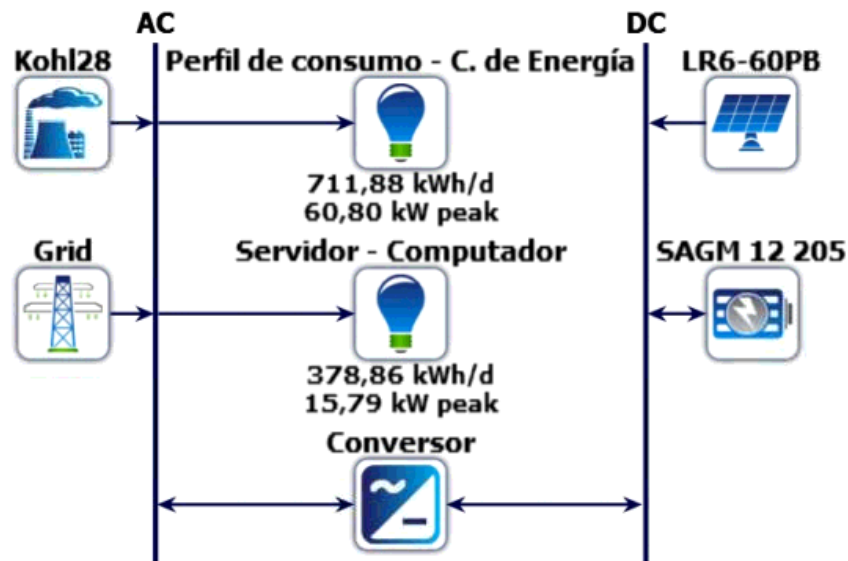 AC DC
Kohl28 Perfil de consumo - C. de Energía LR6-60PB
711,88 kWh/d
60,80 kW peak
Grid Servidor - Computador SAGM 12 205
378,86 kWh/d
15,79 kW peak
Conversor